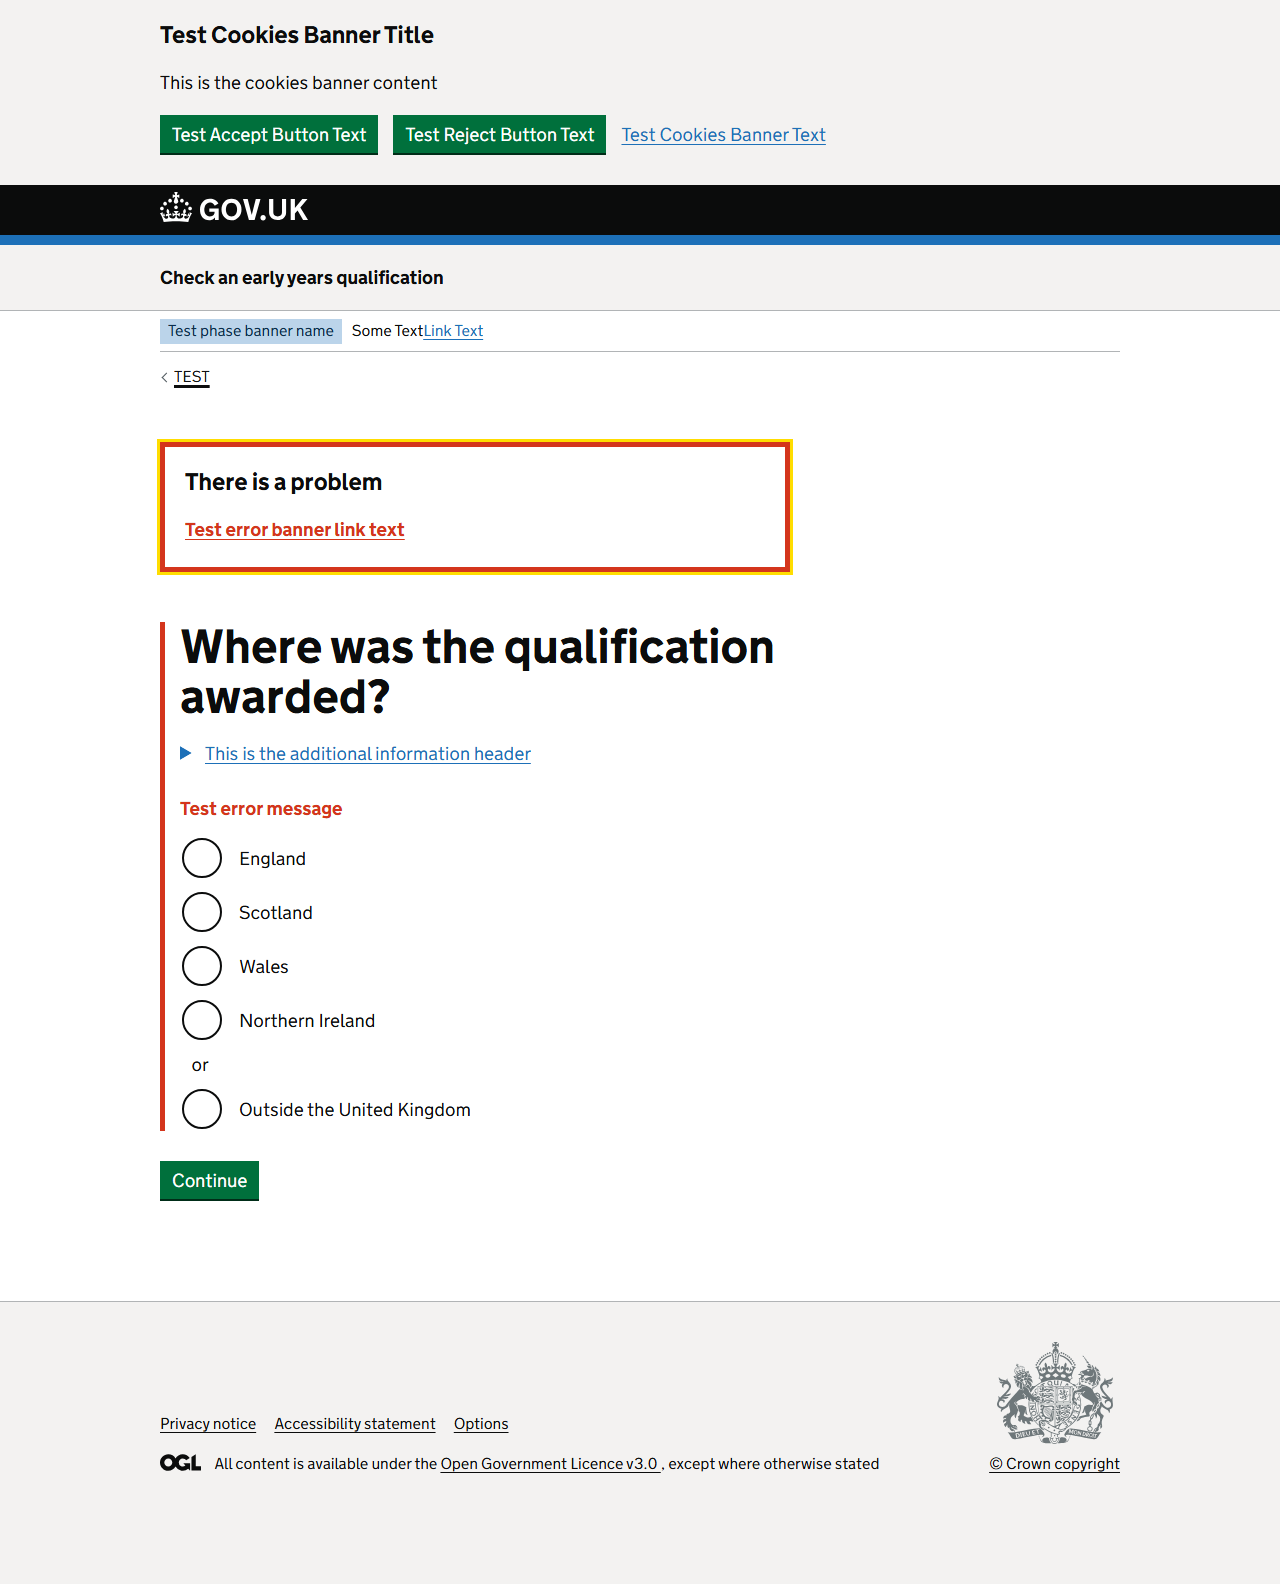 Test Cookies Banner Title
This is the cookies banner content
Test Accept Button Text Test Reject Button Text Test Cookies Banner Text
GOV.UK
Check an early years qualification
Test phase banner name Some TextLink Text
TEST
There is a problem
Test error banner link text
Where was the qualification
awarded?
This is the additional information header
Test error message
England
Scotland
Wales
Northern Ireland
or
Outside the United Kingdom
Continue
Privacy notice Accessibility statement Options
OGL All content is available under the Open Government Licence v3.0 , except where otherwise stated
© Crown copyright